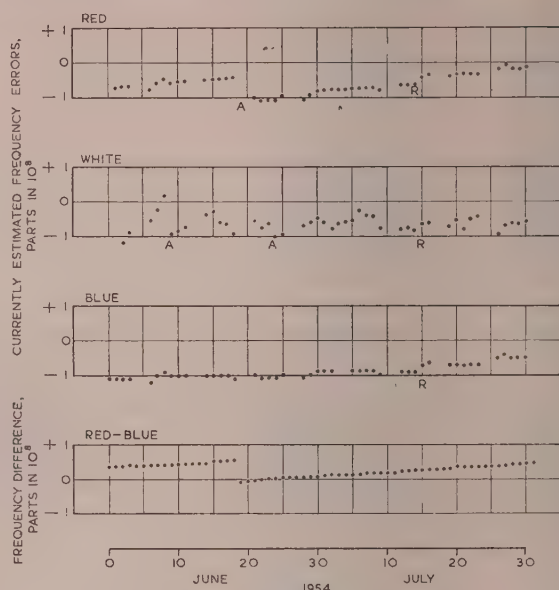 CURRENTLY ESTIMATED FREQUENCY ERRORS,
PARTS IN 10⁸
RED
+ 1
0
– 1
A
R
WHITE
+ 1
0
– 1
A
A
R
BLUE
+ 1
0
– 1
R
FREQUENCY DIFFERENCE,
PARTS IN 10⁸
RED-BLUE
+ 1
0
– 1
0 10 20 30 10 20 30
JUNE JULY
1954